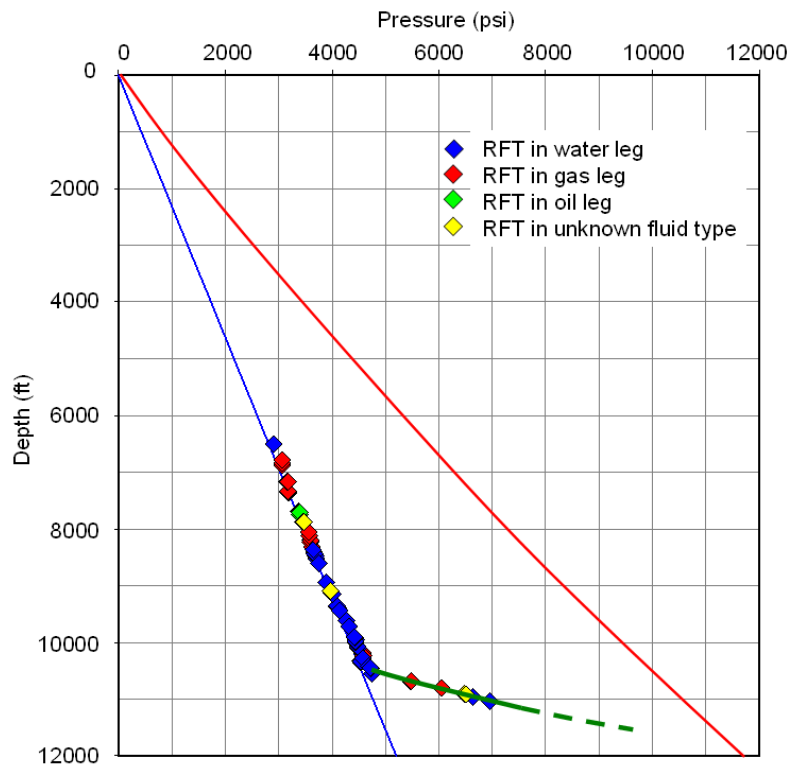 Pressure (psi)
0 2000 4000 6000 8000 10000 12000
0
2000
4000
6000
8000
10000
12000
Depth (ft)
RFT in water leg
RFT in gas leg
RFT in oil leg
RFT in unknown fluid type